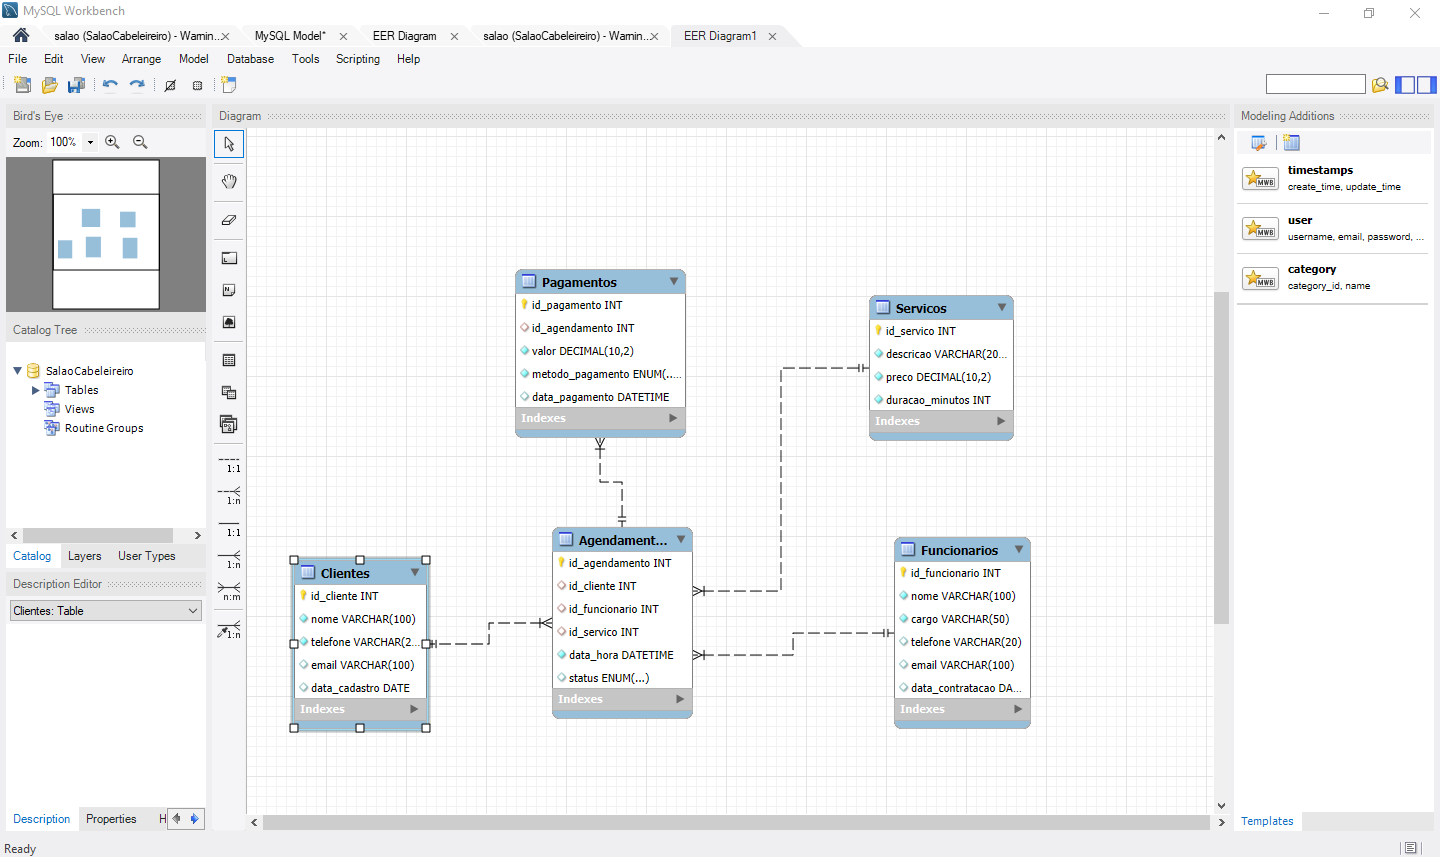 MySQL Workbench
salao (SalaoCabeleireiro) - Warnin...
MySQL Model*
EER Diagram
salao (SalaoCabeleireiro) - Warnin...
EER Diagram1
File Edit View Arrange Model Database Tools Scripting Help
Bird's Eye
Zoom: 100%
Catalog Tree
SalaoCabeleireiro
Tables
Views
Routine Groups
Catalog Layers User Types
Description Editor
Clientes: Table
Description Properties H
Ready
Diagram
1:1
1:n
1:1
1:n
n:m
1:n
Pagamentos
id_pagamento INT
id_agendamento INT
valor DECIMAL(10,2)
metodo_pagamento ENUM(...
data_pagamento DATETIME
Indexes
Servicos
id_servico INT
descricao VARCHAR(20...
preco DECIMAL(10,2)
duracao_minutos INT
Indexes
Clientes
id_cliente INT
nome VARCHAR(100)
telefone VARCHAR(2...
email VARCHAR(100)
data_cadastro DATE
Indexes
Agendament...
id_agendamento INT
id_cliente INT
id_funcionario INT
id_servico INT
data_hora DATETIME
status ENUM(...)
Indexes
Funcionarios
id_funcionario INT
nome VARCHAR(100)
cargo VARCHAR(50)
telefone VARCHAR(20)
email VARCHAR(100)
data_contratacao DA...
Indexes
Modeling Additions
MWB
timestamps
create_time, update_time
MWB
user
username, email, password, ...
MWB
category
category_id, name
Templates